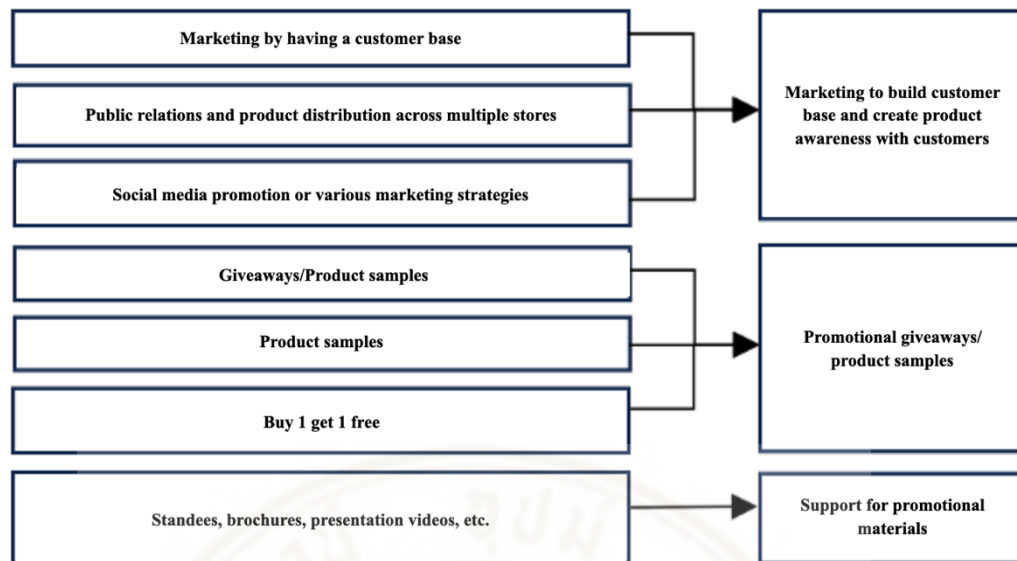 Marketing by having a customer base
Public relations and product distribution across multiple stores
Social media promotion or various marketing strategies
Marketing to build customer
base and create product
awareness with customers
Giveaways/Product samples
Product samples
Buy 1 get 1 free
Promotional giveaways/
product samples
Standees, brochures, presentation videos, etc.
Support for promotional
materials